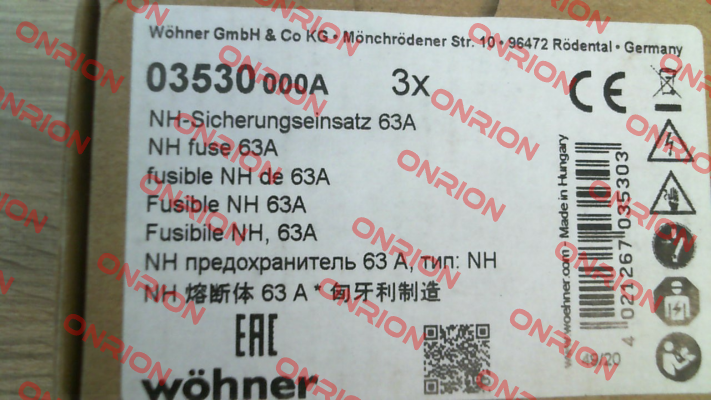 Wöhner GmbH & Co KG • Mönchrödener Str. 10 • 96472 Rödental • Germany
03530 000A 3x
NH-Sicherungseinsatz 63A
NH fuse 63A
fusible NH de 63A
Fusible NH 63A
Fusibile NH, 63A
NH предохранитель 63 A, тип: NH
NH 熔断体 63 A * 匈牙利制造
EAC
wöhner
CE
www.woehner.com • Made in Hungary
4 021267 035303
49/20
ONRION
ONRION
ONRION
ONRION
ONRION
ONRION
ONRION
ONRION
ONRION
ONRION
ONRION
ONRION
ONRION